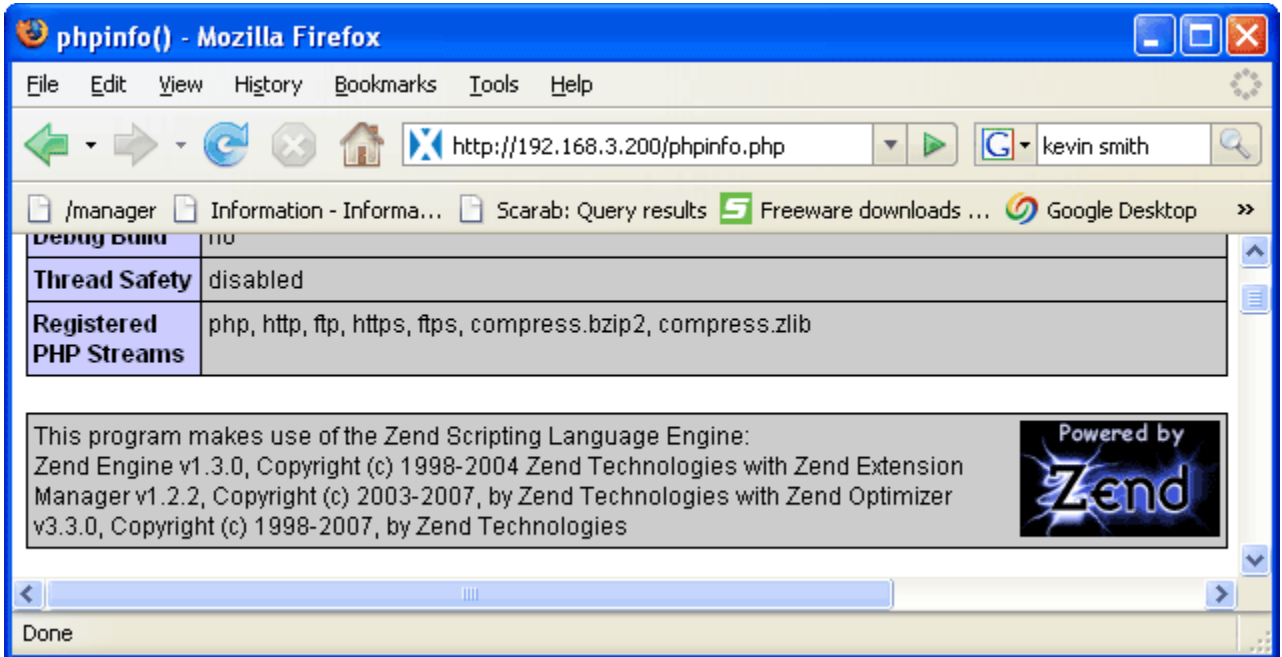 phpinfo() - Mozilla Firefox
File Edit View History Bookmarks Tools Help
http://192.168.3.200/phpinfo.php G kevin smith
/manager Information - Informa... Scarab: Query results Freeware downloads ... Google Desktop »
Debug Build no
Thread Safety disabled
Registered php, http, ftp, https, ftps, compress.bzip2, compress.zlib
PHP Streams
This program makes use of the Zend Scripting Language Engine:
Zend Engine v1.3.0, Copyright (c) 1998-2004 Zend Technologies with Zend Extension
Manager v1.2.2, Copyright (c) 2003-2007, by Zend Technologies with Zend Optimizer
v3.3.0, Copyright (c) 1998-2007, by Zend Technologies
Powered by
Zend
Done